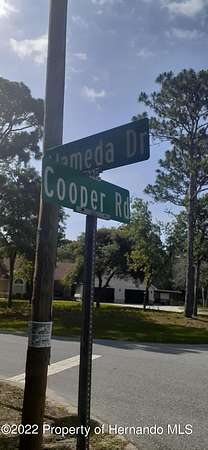 lameda Dr
Cooper Rd
©2022 Property of Hernando MLS